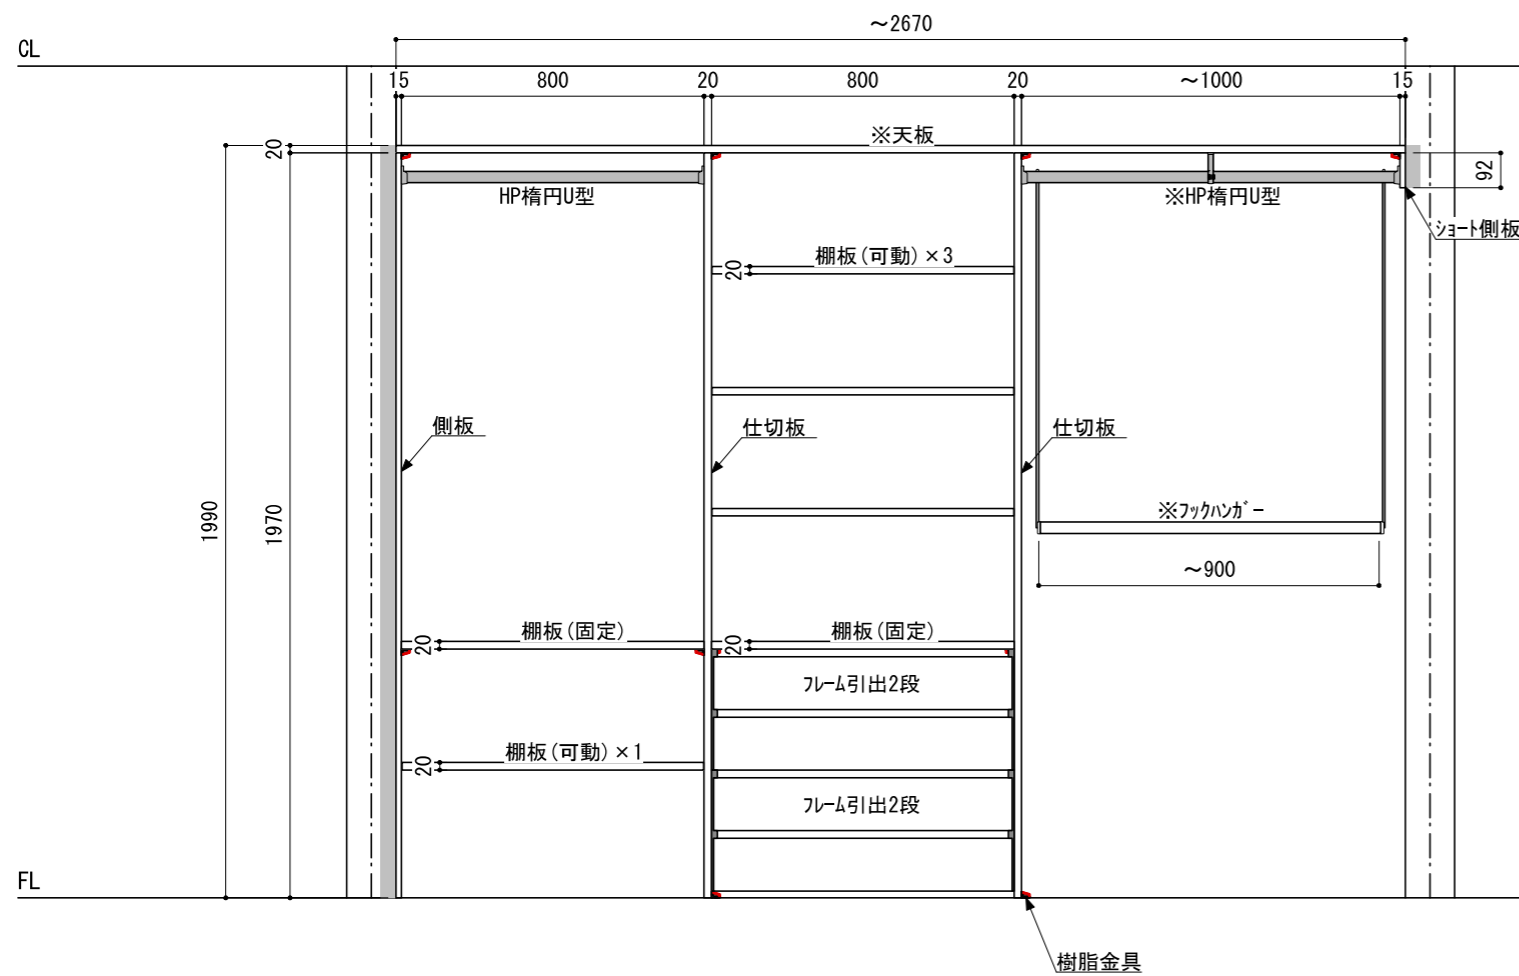 ～2670
CL
15
800
20
800
20
～1000
15
※天板
20
92
HP楕円U型
※HP楕円U型
ｼｮｰﾄ側板
棚板(可動)×3
20
側板
仕切板
仕切板
1990
1970
※ﾌｯｸﾊﾝｶﾞｰ
～900
20
棚板(固定)
20
棚板(固定)
ﾌﾚｰﾑ引出2段
20
棚板(可動)×1
ﾌﾚｰﾑ引出2段
FL
樹脂金具